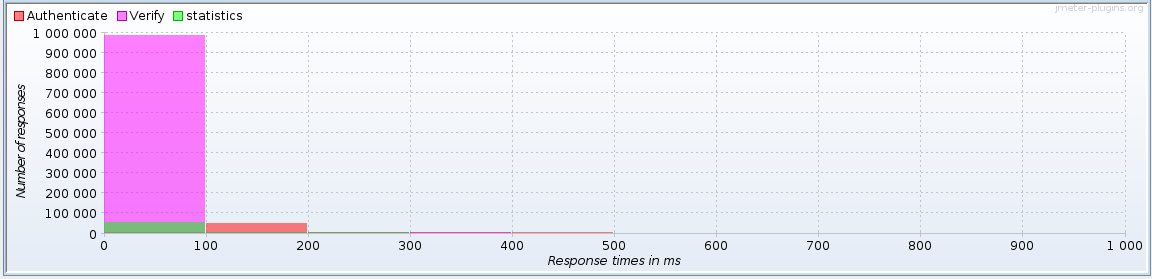 jmeter-plugins.org
Authenticate Verify statistics
1 000 000
900 000
800 000
700 000
600 000
500 000
400 000
300 000
200 000
100 000
0
Number of responses
0 100 200 300 400 500 600 700 800 900 1 000
Response times in ms